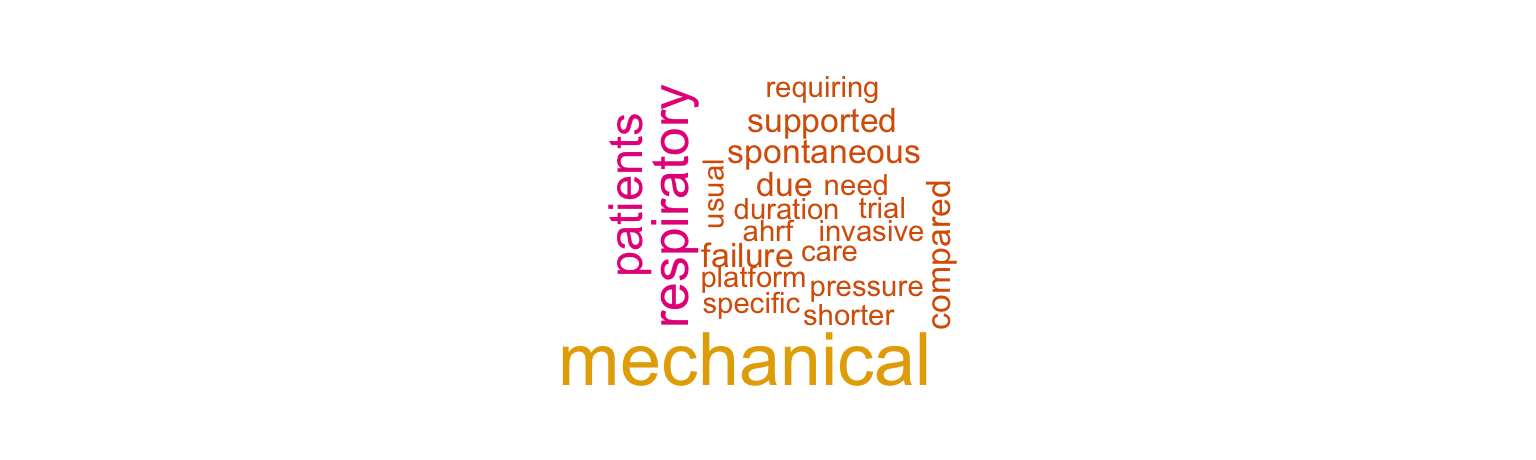 requiring
supported
spontaneous
patients
respiratory
usual
due need
duration trial
ahrf invasive
compared
failure care
platform pressure
specific shorter
mechanical